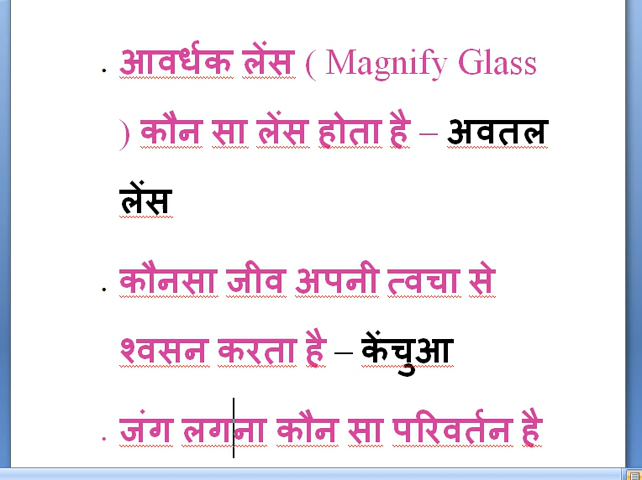 . आवर्धक लेंस ( Magnify Glass
) कौन सा लेंस होता है – अवतल
लेंस
. कौनसा जीव अपनी त्वचा से
श्वसन करता है – केंचुआ
. जंग लगना कौन सा परिवर्तन है